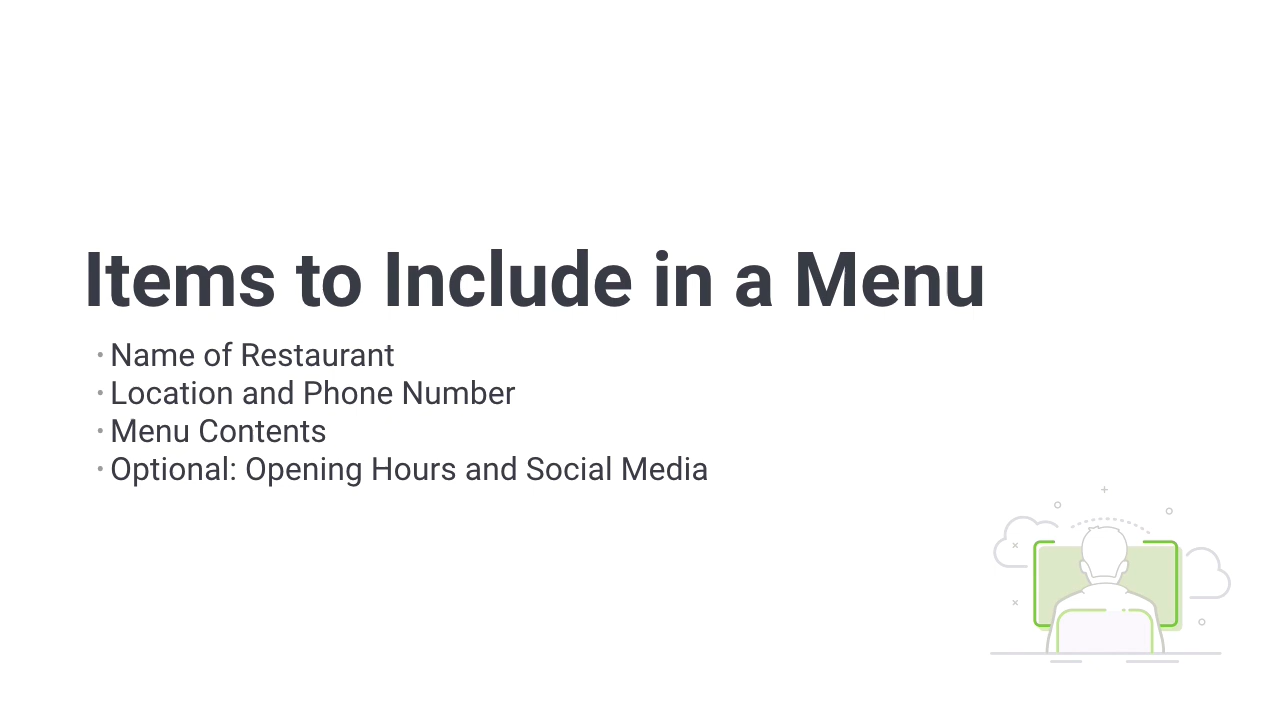 Items to Include in a Menu
• Name of Restaurant
• Location and Phone Number
• Menu Contents
• Optional: Opening Hours and Social Media